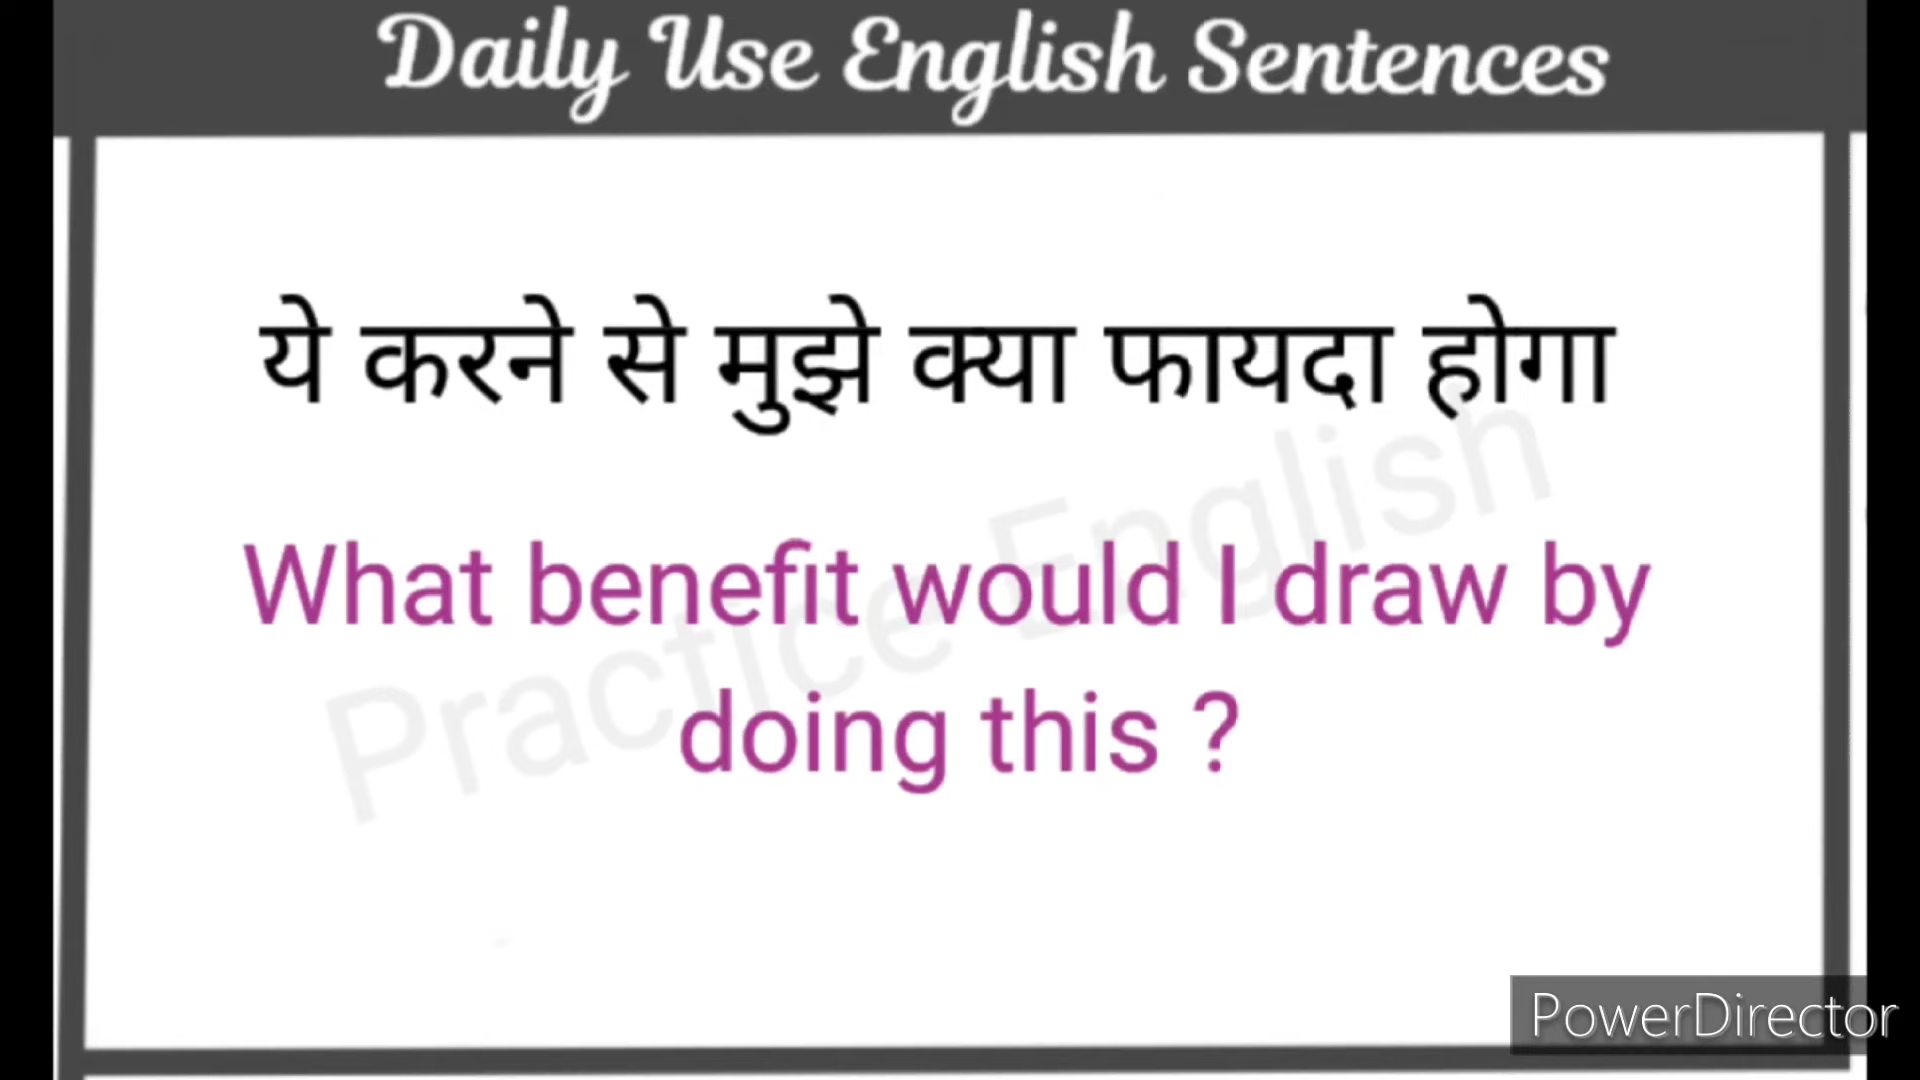 Daily Use English Sentences
ये करने से मुझे क्या फायदा होगा
What benefit would I draw by
doing this ?
Practice English
PowerDirector